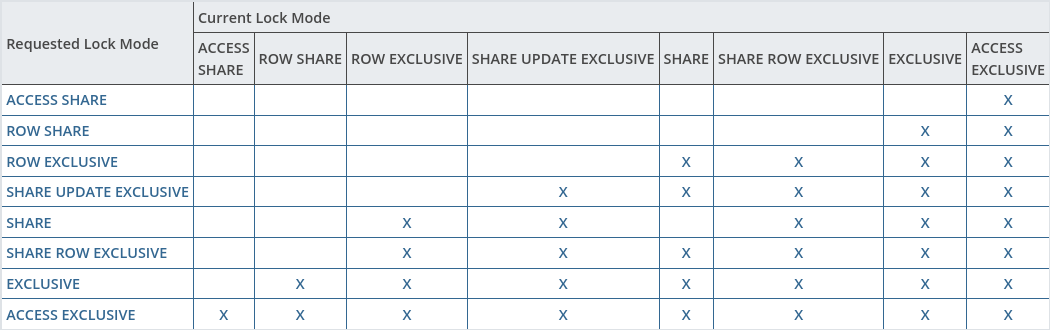 Requested Lock Mode
Current Lock Mode
ACCESS SHARE
ROW SHARE
ROW EXCLUSIVE
SHARE UPDATE EXCLUSIVE
SHARE
SHARE ROW EXCLUSIVE
EXCLUSIVE
ACCESS EXCLUSIVE
ACCESS SHARE X
ROW SHARE X X
ROW EXCLUSIVE X X X X
SHARE UPDATE EXCLUSIVE X X X X X
SHARE X X X X X
SHARE ROW EXCLUSIVE X X X X X X
EXCLUSIVE X X X X X X X
ACCESS EXCLUSIVE X X X X X X X X